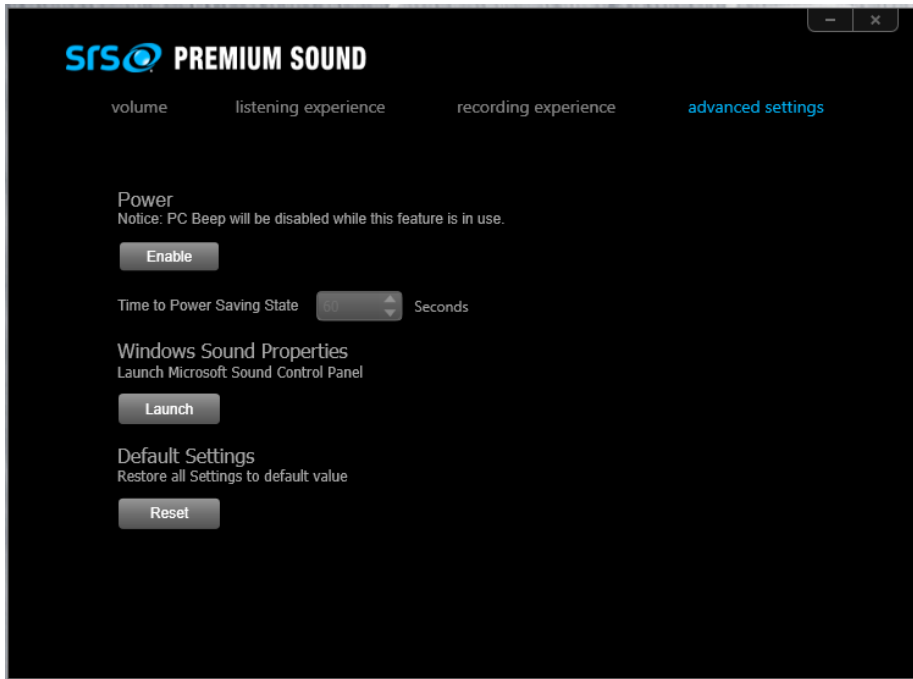 SRS PREMIUM SOUND
volume listening experience recording experience advanced settings
Power
Notice: PC Beep will be disabled while this feature is in use.
Enable
Time to Power Saving State 60 Seconds
Windows Sound Properties
Launch Microsoft Sound Control Panel
Launch
Default Settings
Restore all Settings to default value
Reset